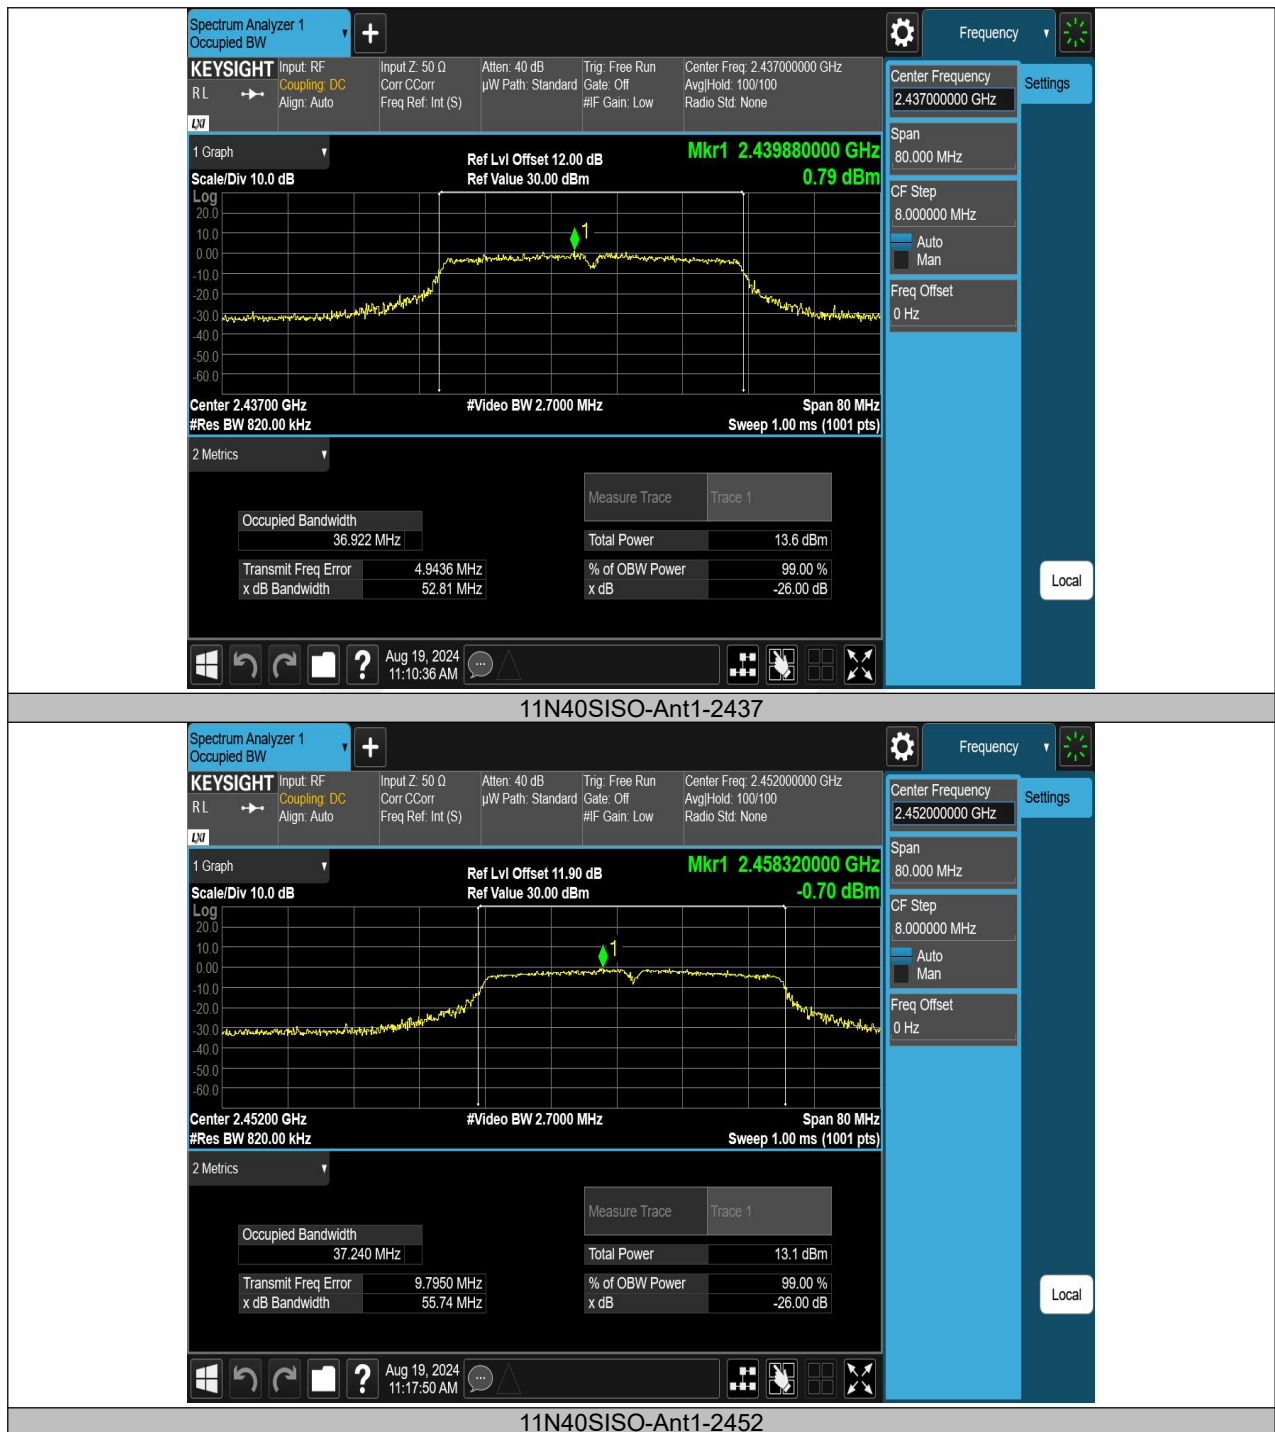 Spectrum Analyzer 1
Occupied BW
+
Frequency
KEYSIGHT
R L
LXI
Input: RF
Coupling: DC
Align: Auto
Input Z: 50 Ω
Corr CCorr
Freq Ref: Int (S)
Atten: 40 dB
µW Path: Standard
Trig: Free Run
Gate: Off
#IF Gain: Low
Center Freq: 2.437000000 GHz
Avg|Hold: 100/100
Radio Std: None
Center Frequency
2.437000000 GHz
Settings
Span
80.000 MHz
CF Step
8.000000 MHz
Auto
Man
Freq Offset
0 Hz
Local
1 Graph
Scale/Div 10.0 dB
Ref Lvl Offset 12.00 dB
Ref Value 30.00 dBm
Mkr1 2.439880000 GHz
0.79 dBm
Log
20.0
10.0
0.00
-10.0
-20.0
-30.0
-40.0
-50.0
-60.0
1
Center 2.43700 GHz
#Video BW 2.7000 MHz
Span 80 MHz
#Res BW 820.00 kHz
Sweep 1.00 ms (1001 pts)
2 Metrics
Measure Trace Trace 1
Occupied Bandwidth
36.922 MHz
Total Power 13.6 dBm
Transmit Freq Error 4.9436 MHz
% of OBW Power 99.00 %
x dB Bandwidth 52.81 MHz
x dB -26.00 dB
?
Aug 19, 2024
11:10:36 AM
11N40SISO-Ant1-2437
Spectrum Analyzer 1
Occupied BW
+
Frequency
KEYSIGHT
R L
LXI
Input: RF
Coupling: DC
Align: Auto
Input Z: 50 Ω
Corr CCorr
Freq Ref: Int (S)
Atten: 40 dB
µW Path: Standard
Trig: Free Run
Gate: Off
#IF Gain: Low
Center Freq: 2.452000000 GHz
Avg|Hold: 100/100
Radio Std: None
Center Frequency
2.452000000 GHz
Settings
Span
80.000 MHz
CF Step
8.000000 MHz
Auto
Man
Freq Offset
0 Hz
Local
1 Graph
Scale/Div 10.0 dB
Ref Lvl Offset 11.90 dB
Ref Value 30.00 dBm
Mkr1 2.458320000 GHz
-0.70 dBm
Log
20.0
10.0
0.00
-10.0
-20.0
-30.0
-40.0
-50.0
-60.0
1
Center 2.45200 GHz
#Video BW 2.7000 MHz
Span 80 MHz
#Res BW 820.00 kHz
Sweep 1.00 ms (1001 pts)
2 Metrics
Measure Trace Trace 1
Occupied Bandwidth
37.240 MHz
Total Power 13.1 dBm
Transmit Freq Error 9.7950 MHz
% of OBW Power 99.00 %
x dB Bandwidth 55.74 MHz
x dB -26.00 dB
?
Aug 19, 2024
11:17:50 AM
11N40SISO-Ant1-2452